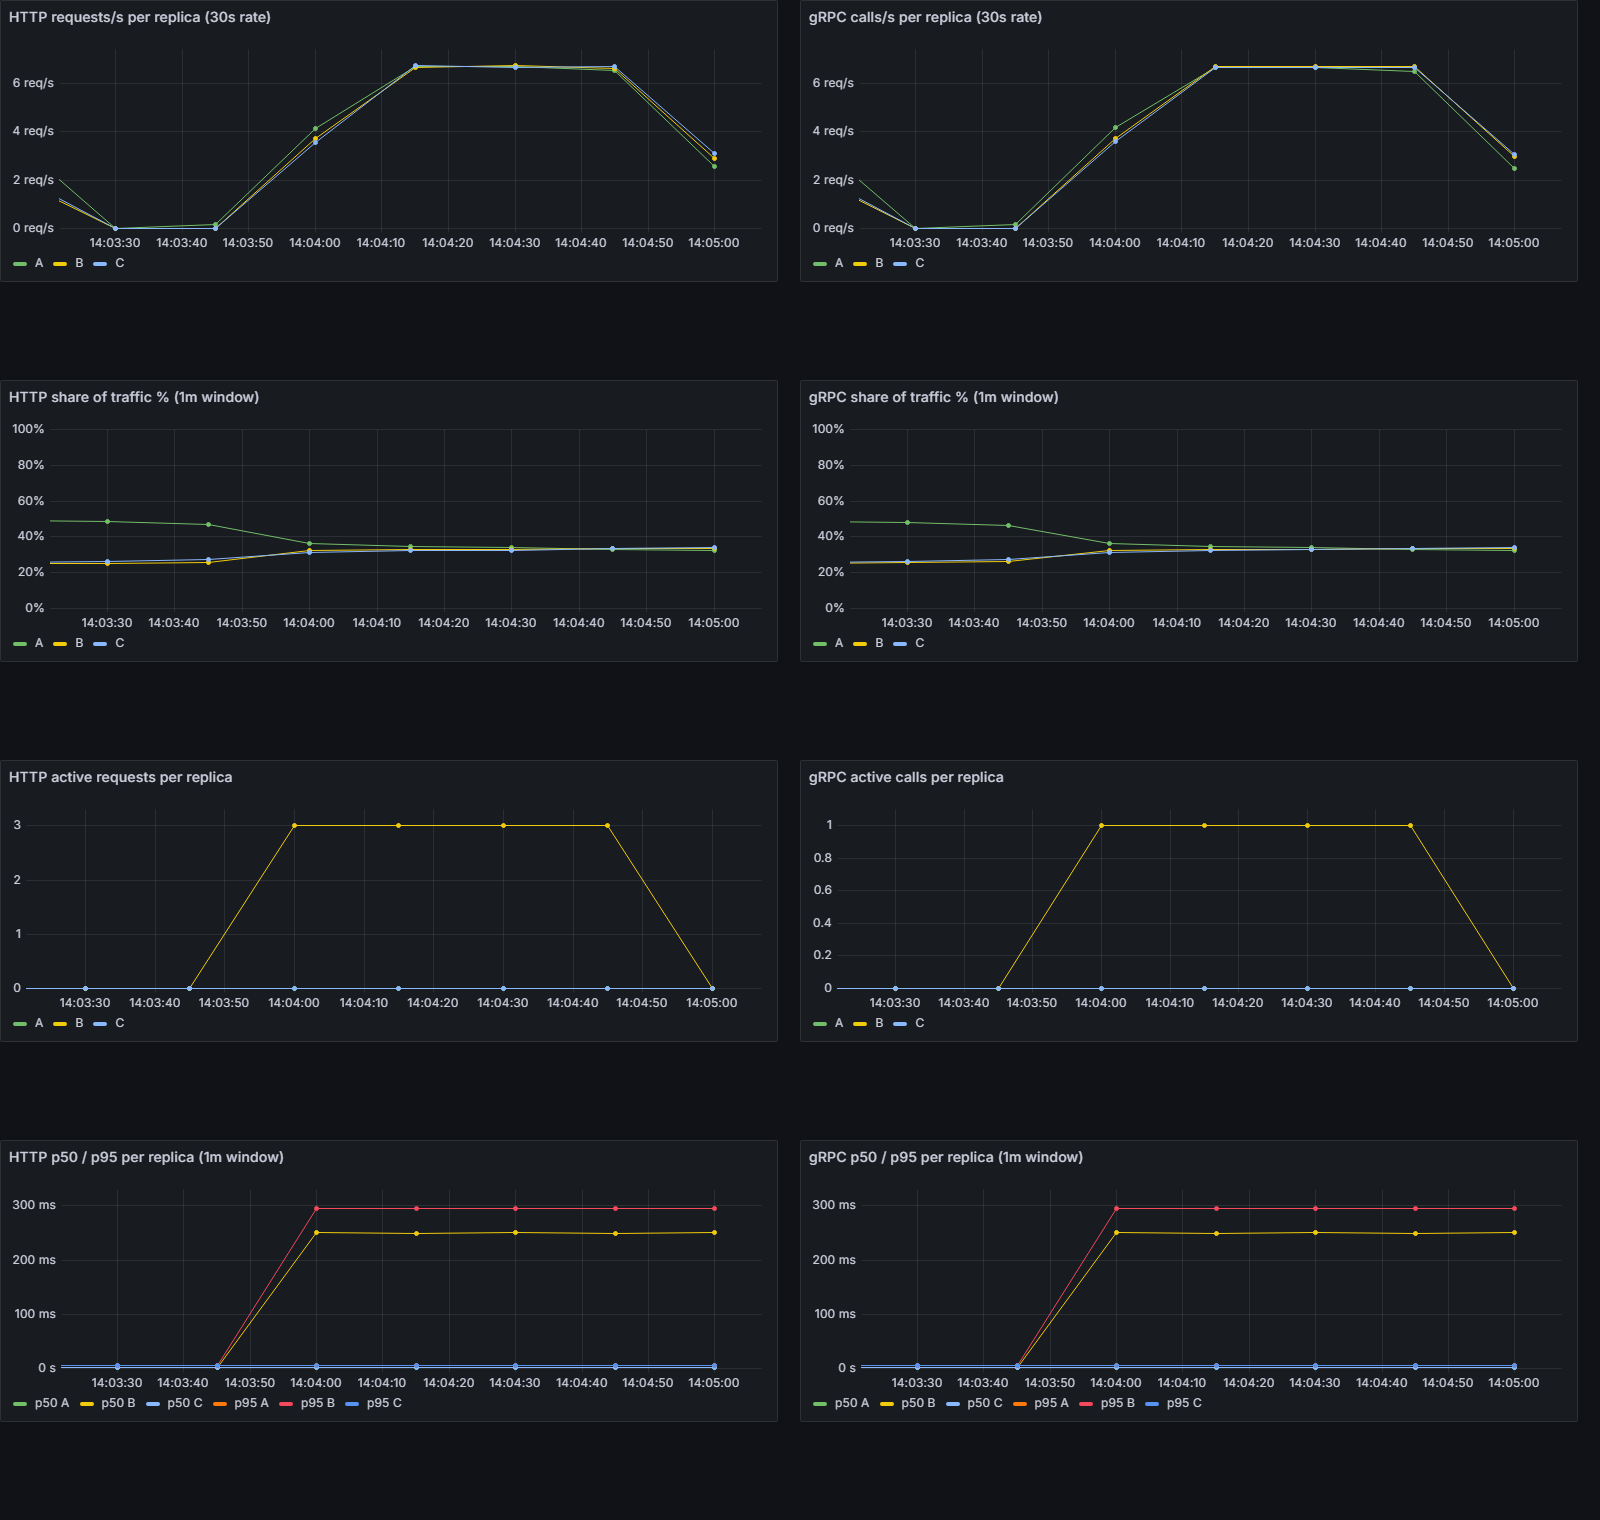 HTTP requests/s per replica (30s rate)
6 req/s
4 req/s
2 req/s
0 req/s
14:03:30 14:03:40 14:03:50 14:04:00 14:04:10 14:04:20 14:04:30 14:04:40 14:04:50 14:05:00
A B C
gRPC calls/s per replica (30s rate)
6 req/s
4 req/s
2 req/s
0 req/s
14:03:30 14:03:40 14:03:50 14:04:00 14:04:10 14:04:20 14:04:30 14:04:40 14:04:50 14:05:00
A B C
HTTP share of traffic % (1m window)
100%
80%
60%
40%
20%
0%
14:03:30 14:03:40 14:03:50 14:04:00 14:04:10 14:04:20 14:04:30 14:04:40 14:04:50 14:05:00
A B C
gRPC share of traffic % (1m window)
100%
80%
60%
40%
20%
0%
14:03:30 14:03:40 14:03:50 14:04:00 14:04:10 14:04:20 14:04:30 14:04:40 14:04:50 14:05:00
A B C
HTTP active requests per replica
3
2
1
0
14:03:30 14:03:40 14:03:50 14:04:00 14:04:10 14:04:20 14:04:30 14:04:40 14:04:50 14:05:00
A B C
gRPC active calls per replica
1
0.8
0.6
0.4
0.2
0
14:03:30 14:03:40 14:03:50 14:04:00 14:04:10 14:04:20 14:04:30 14:04:40 14:04:50 14:05:00
A B C
HTTP p50 / p95 per replica (1m window)
300 ms
200 ms
100 ms
0 s
14:03:30 14:03:40 14:03:50 14:04:00 14:04:10 14:04:20 14:04:30 14:04:40 14:04:50 14:05:00
p50 A p50 B p50 C p95 A p95 B p95 C
gRPC p50 / p95 per replica (1m window)
300 ms
200 ms
100 ms
0 s
14:03:30 14:03:40 14:03:50 14:04:00 14:04:10 14:04:20 14:04:30 14:04:40 14:04:50 14:05:00
p50 A p50 B p50 C p95 A p95 B p95 C